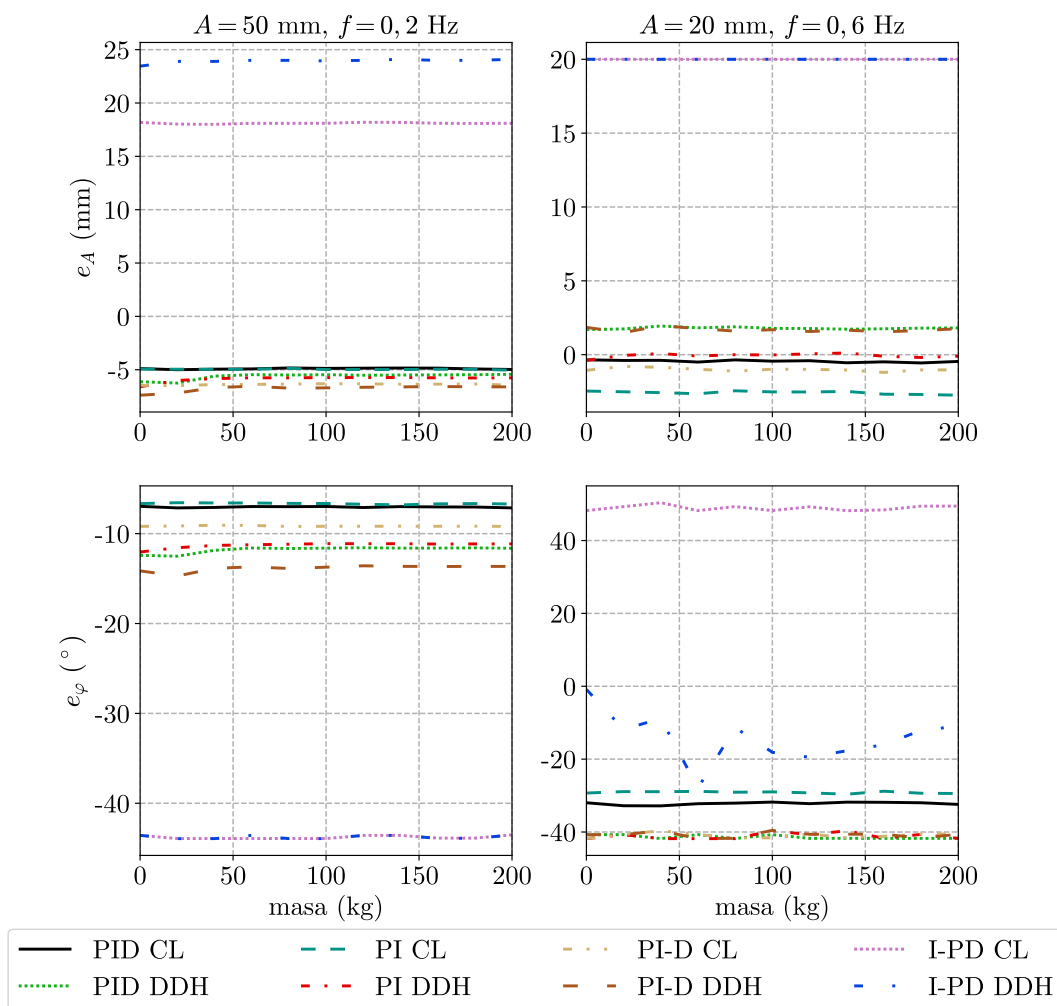 A = 50 mm, f = 0, 2 Hz
A = 20 mm, f = 0, 6 Hz
e_A (mm)
25
20
15
10
5
0
-5
0 50 100 150 200
20
15
10
5
0
0 50 100 150 200
e_φ (°)
-10
-20
-30
-40
0 50 100 150 200
masa (kg)
40
20
0
-20
-40
0 50 100 150 200
masa (kg)
PID CL PI CL PI-D CL I-PD CL
PID DDH PI DDH PI-D DDH I-PD DDH